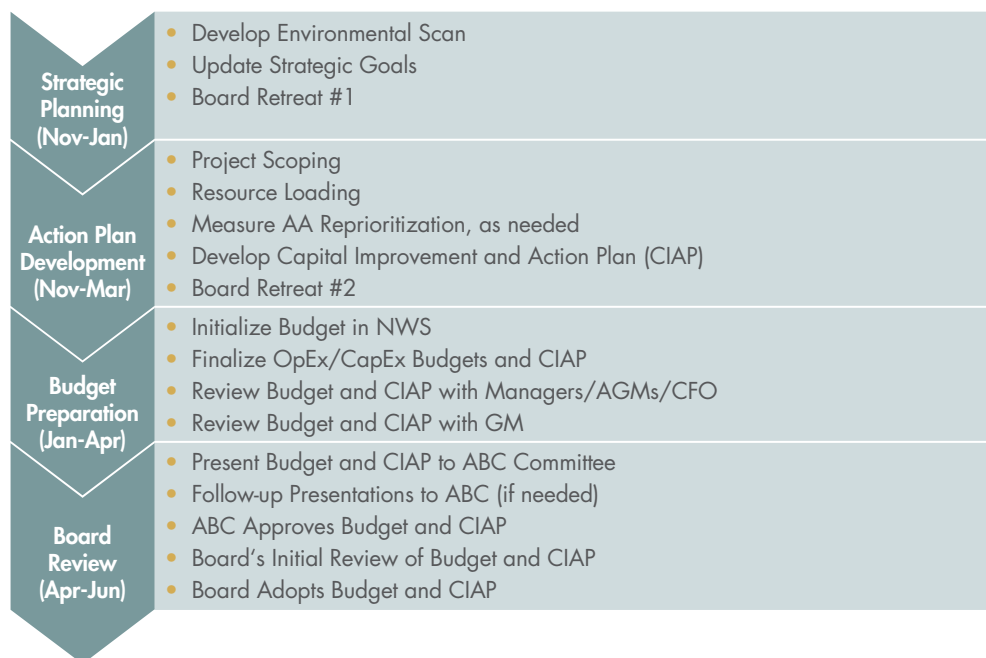 Strategic
Planning
(Nov-Jan)
• Develop Environmental Scan
• Update Strategic Goals
• Board Retreat #1
Action Plan
Development
(Nov-Mar)
• Project Scoping
• Resource Loading
• Measure AA Reprioritization, as needed
• Develop Capital Improvement and Action Plan (CIAP)
• Board Retreat #2
Budget
Preparation
(Jan-Apr)
• Initialize Budget in NWS
• Finalize OpEx/CapEx Budgets and CIAP
• Review Budget and CIAP with Managers/AGMs/CFO
• Review Budget and CIAP with GM
Board
Review
(Apr-Jun)
• Present Budget and CIAP to ABC Committee
• Follow-up Presentations to ABC (if needed)
• ABC Approves Budget and CIAP
• Board‘s Initial Review of Budget and CIAP
• Board Adopts Budget and CIAP